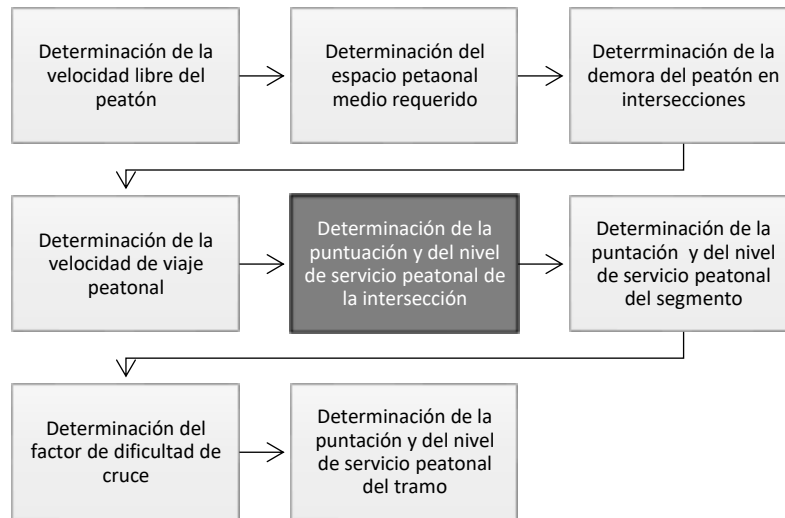 Determinación de la
velocidad libre del
peatón
Determinación del
espacio petaonal
medio requerido
Deterrminación de la
demora del peatón en
intersecciones
Determinación de la
velocidad de viaje
peatonal
Determinación de la
puntuación y del nivel
de servicio peatonal de
la intersección
Determinación de la
puntación y del nivel
de servicio peatonal
del segmento
Determinación del
factor de dificultad de
cruce
Determinación de la
puntación y del nivel
de servicio peatonal
del tramo